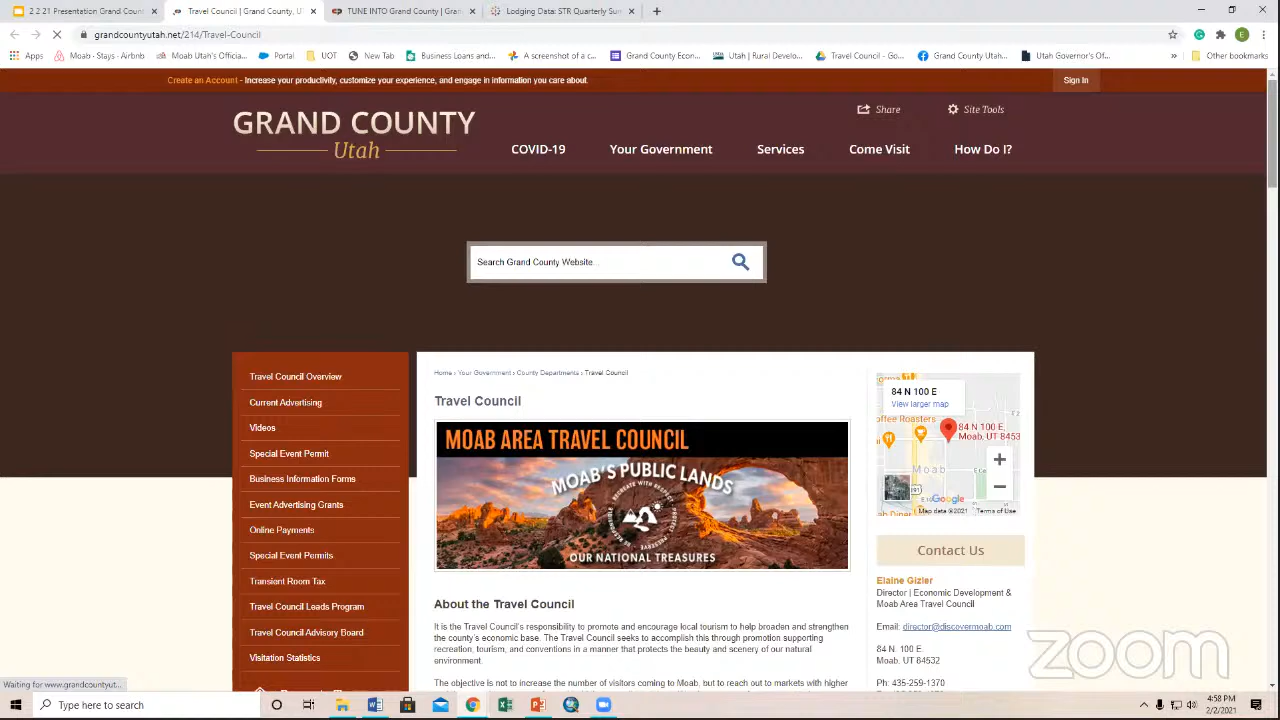 2.2.21 PRESENTATION ENCOMPASS
Travel Council | Grand County, U
TUNE INTO Grand County | Gran
Lodging Data: STR Quarterly Sum
grandcountyutah.net/214/Travel-Council
Apps
Moab - Stays - Airbnb
Moab Utah's Official...
Portal
UOT
New Tab
Business Loans and...
A screenshot of a c...
Grand County Econ...
Utah | Rural Develo...
Travel Council - Go...
Utah Governor's Of...
Other bookmarks
Create an Account - Increase your productivity, customize your experience, and engage in information you care about.
Sign In
GRAND COUNTY
Utah
Share
Site Tools
COVID-19
Your Government
Services
Come Visit
How Do I?
Search Grand County Website...
Travel Council Overview
Current Advertising
Videos
Special Event Permit
Business Information Forms
Event Advertising Grants
Online Payments
Special Event Permits
Transient Room Tax
Travel Council Leads Program
Travel Council Advisory Board
Visitation Statistics
Home › Your Government › County Departments › Travel Council
Travel Council
MOAB AREA TRAVEL COUNCIL
MOAB'S PUBLIC LANDS
RECREATE WITH RESPECT
OUR NATIONAL TREASURES
About the Travel Council
It is the Travel Council's responsibility to promote and encourage local tourism to help broaden and strengthen
the county's economic base. The Travel Council seeks to accomplish this through promotion supporting
recreation, tourism, and conventions in a manner that protects the beauty and scenery of our natural
environment.
The objective is not to increase the number of visitors coming to Moab, but to reach out to markets with higher
84 N 100 E
View larger map
offee Roasters
84 N 100 E,
Moab, UT 8453
Moab
Google
Map data ©2021
Terms of Use
Contact Us
Elaine Gizler
Director | Economic Development &
Moab Area Travel Council
Email: director@discovermoab.com
84 N. 100 E.
Moab, UT 84532
Ph: 435-259-1370
zoom
Waiting for www.grandcountyut...
Type here to search
4:58 PM
2/2/2021